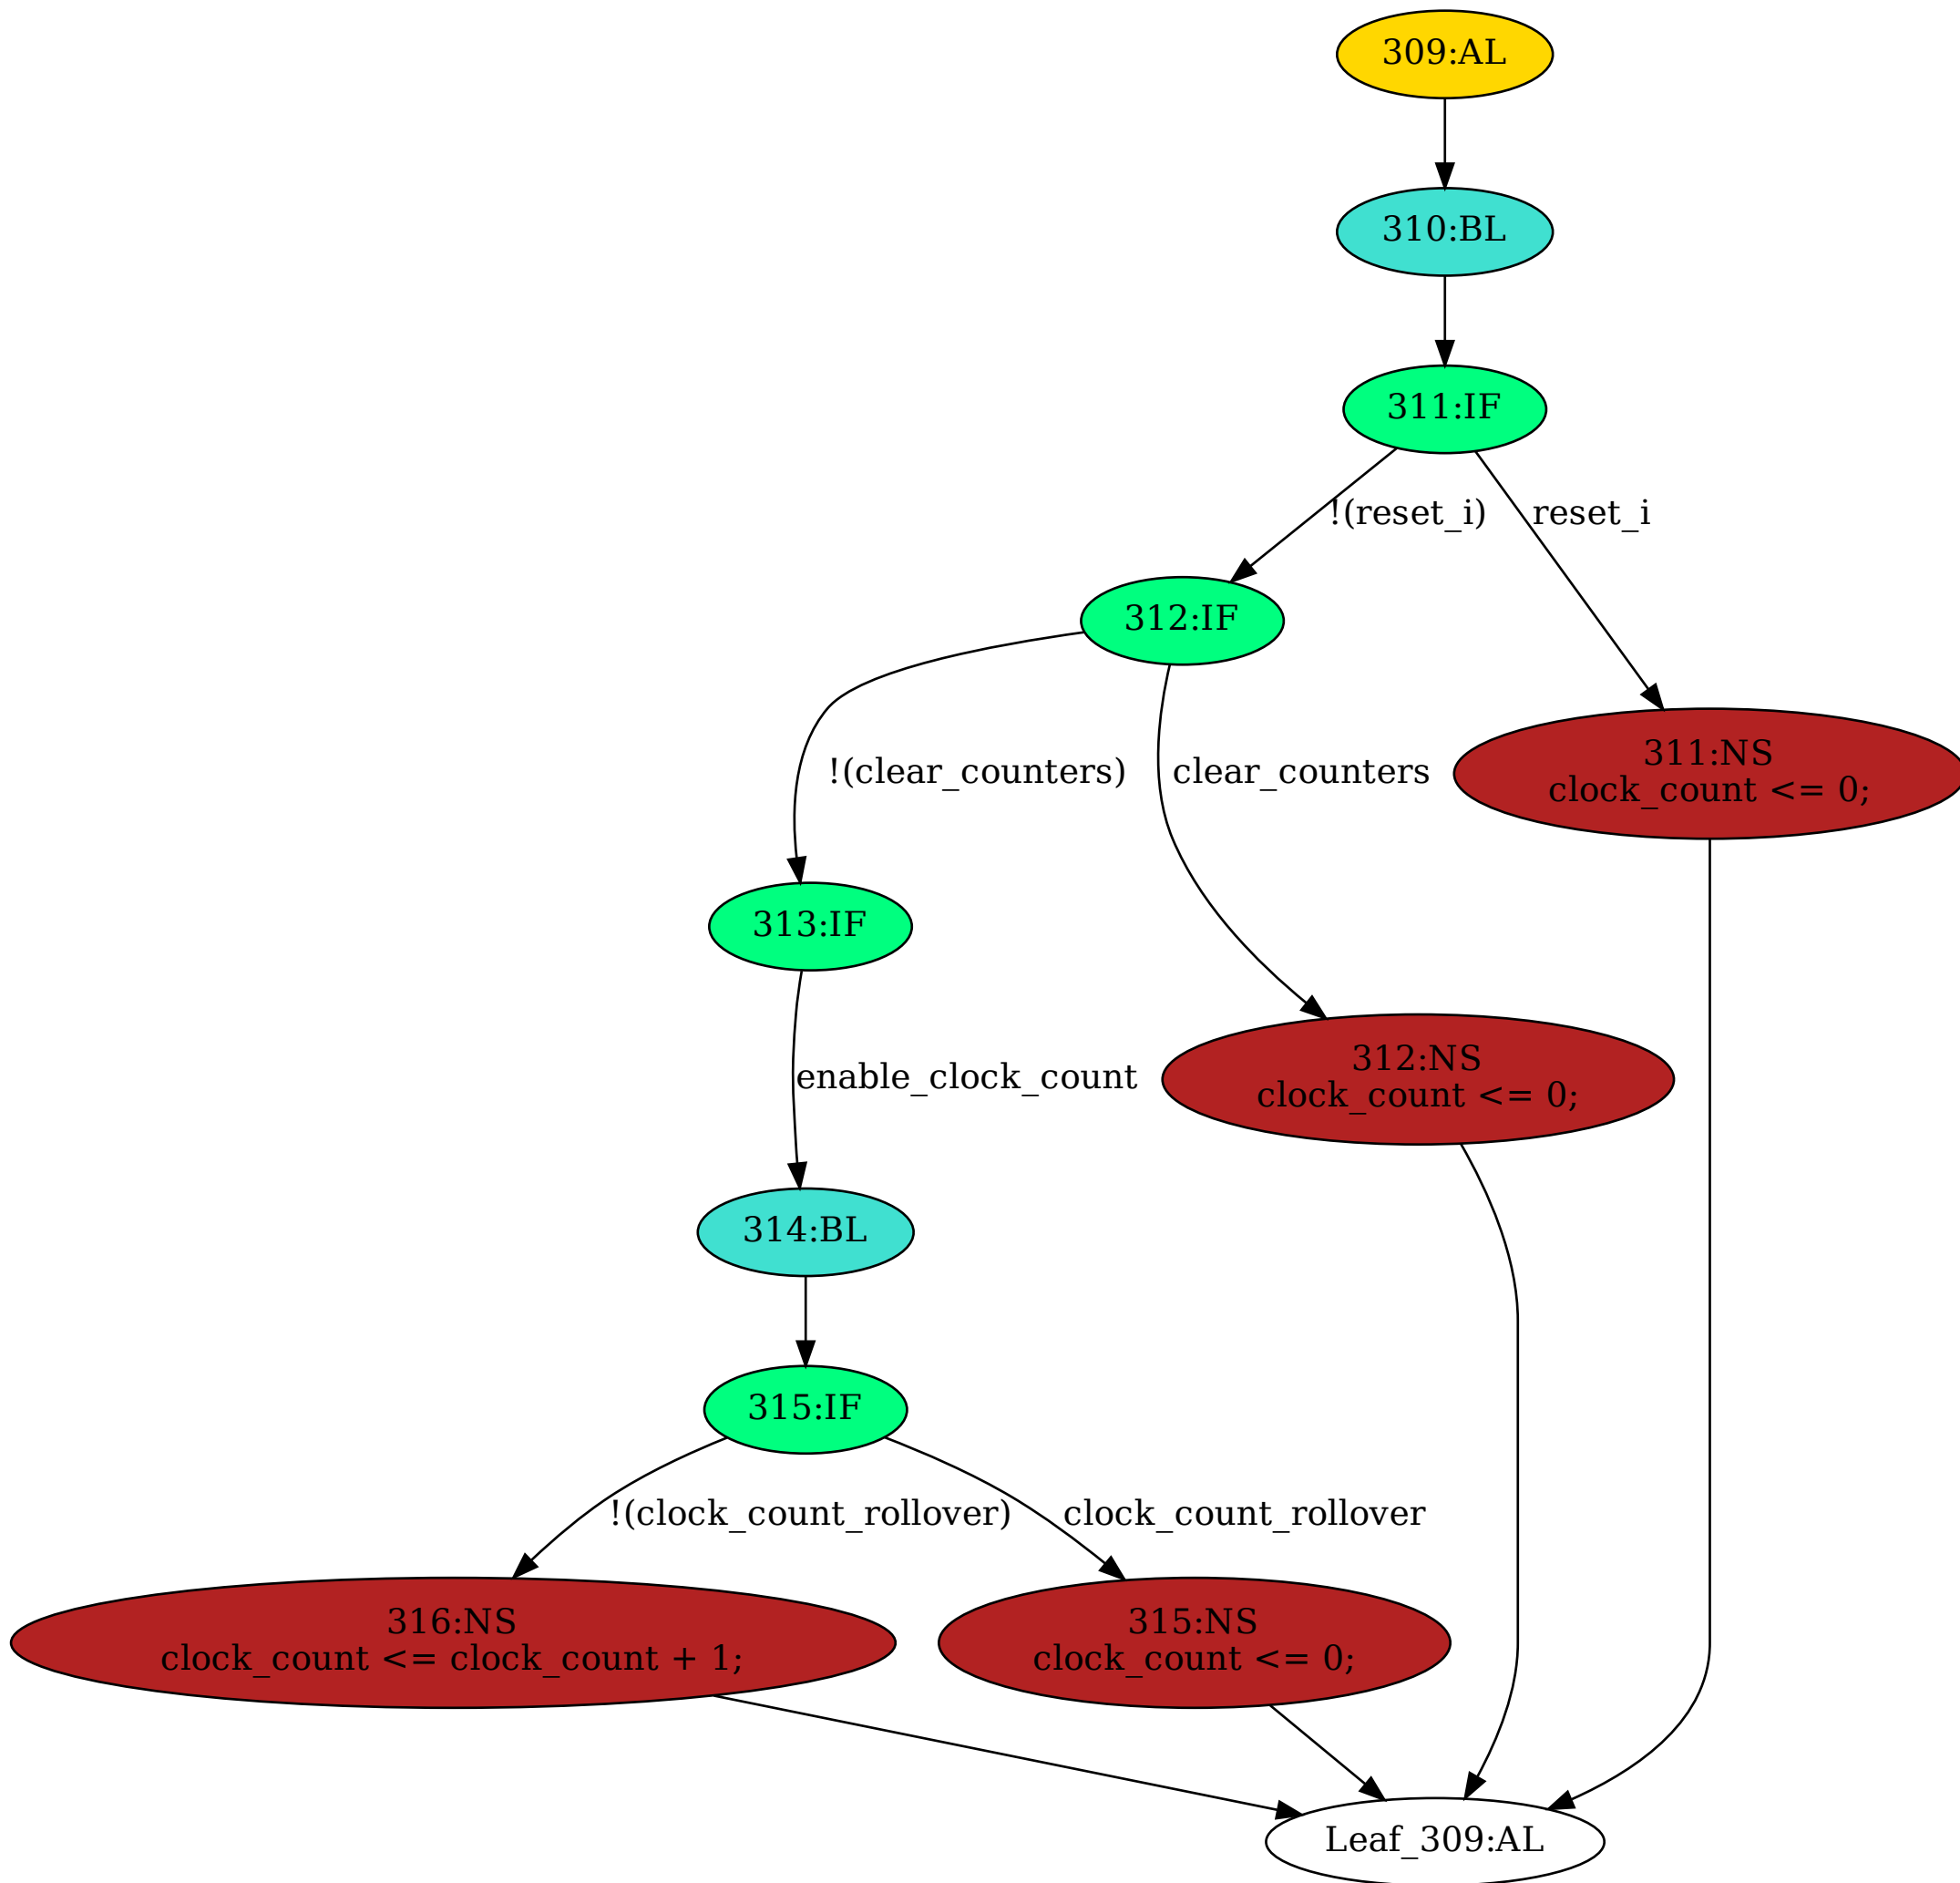 309:AL
310:BL
311:IF
!(reset_i)
reset_i
312:IF
311:NS
clock_count <= 0;
!(clear_counters)
clear_counters
313:IF
312:NS
clock_count <= 0;
enable_clock_count
314:BL
315:IF
!(clock_count_rollover)
clock_count_rollover
316:NS
clock_count <= clock_count + 1;
315:NS
clock_count <= 0;
Leaf_309:AL